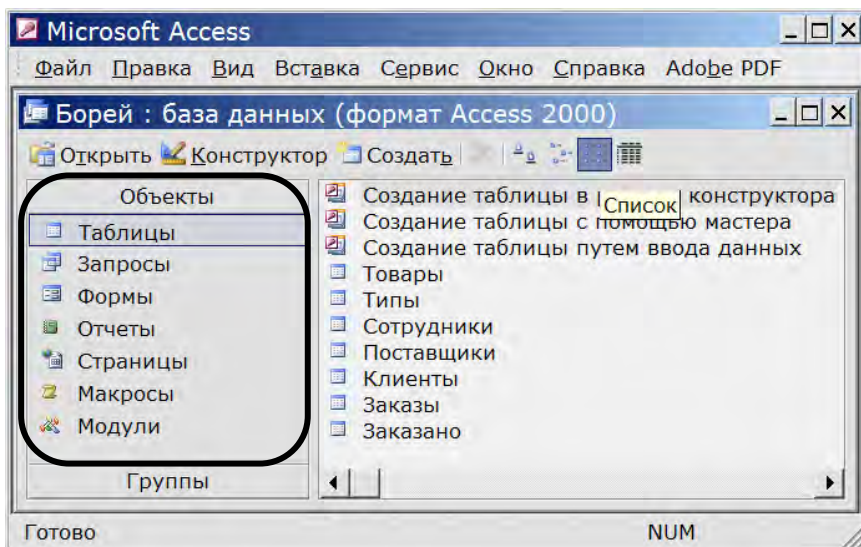 Microsoft Access
Файл Правка Вид Вставка Сервис Окно Справка Adobe PDF
Борей : база данных (формат Access 2000)
Открыть Конструктор Создать
Объекты
Таблицы
Запросы
Формы
Отчеты
Страницы
Макросы
Модули
Группы
Создание таблицы в конструктора
Список
Создание таблицы с помощью мастера
Создание таблицы путем ввода данных
Товары
Типы
Сотрудники
Поставщики
Клиенты
Заказы
Заказано
Готово NUM